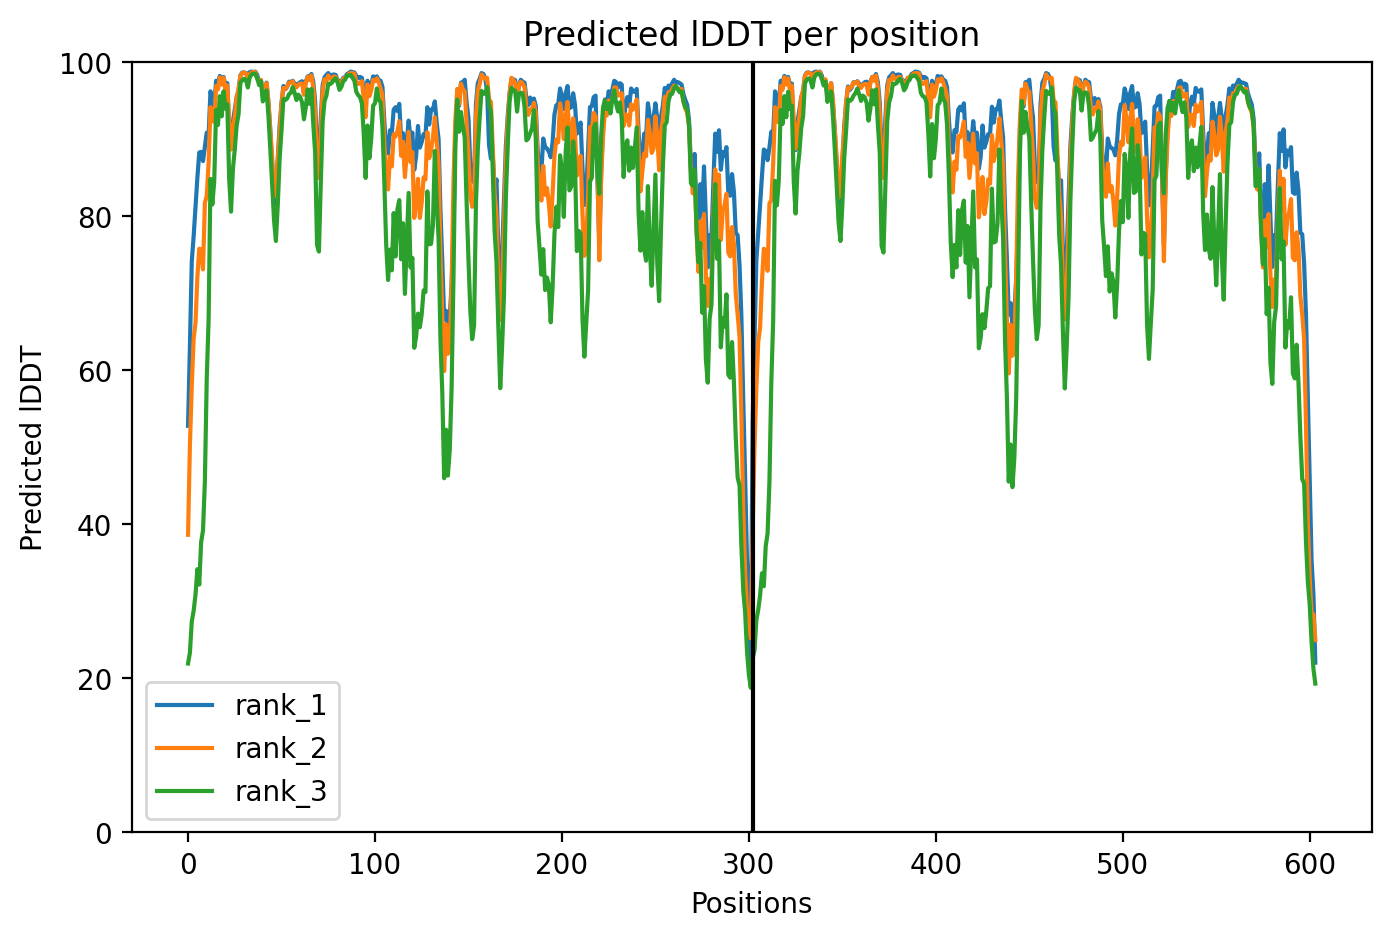 Predicted lDDT per position
Predicted lDDT
100
80
60
40
20
0
rank_1
rank_2
rank_3
0 100 200 300 400 500 600
Positions